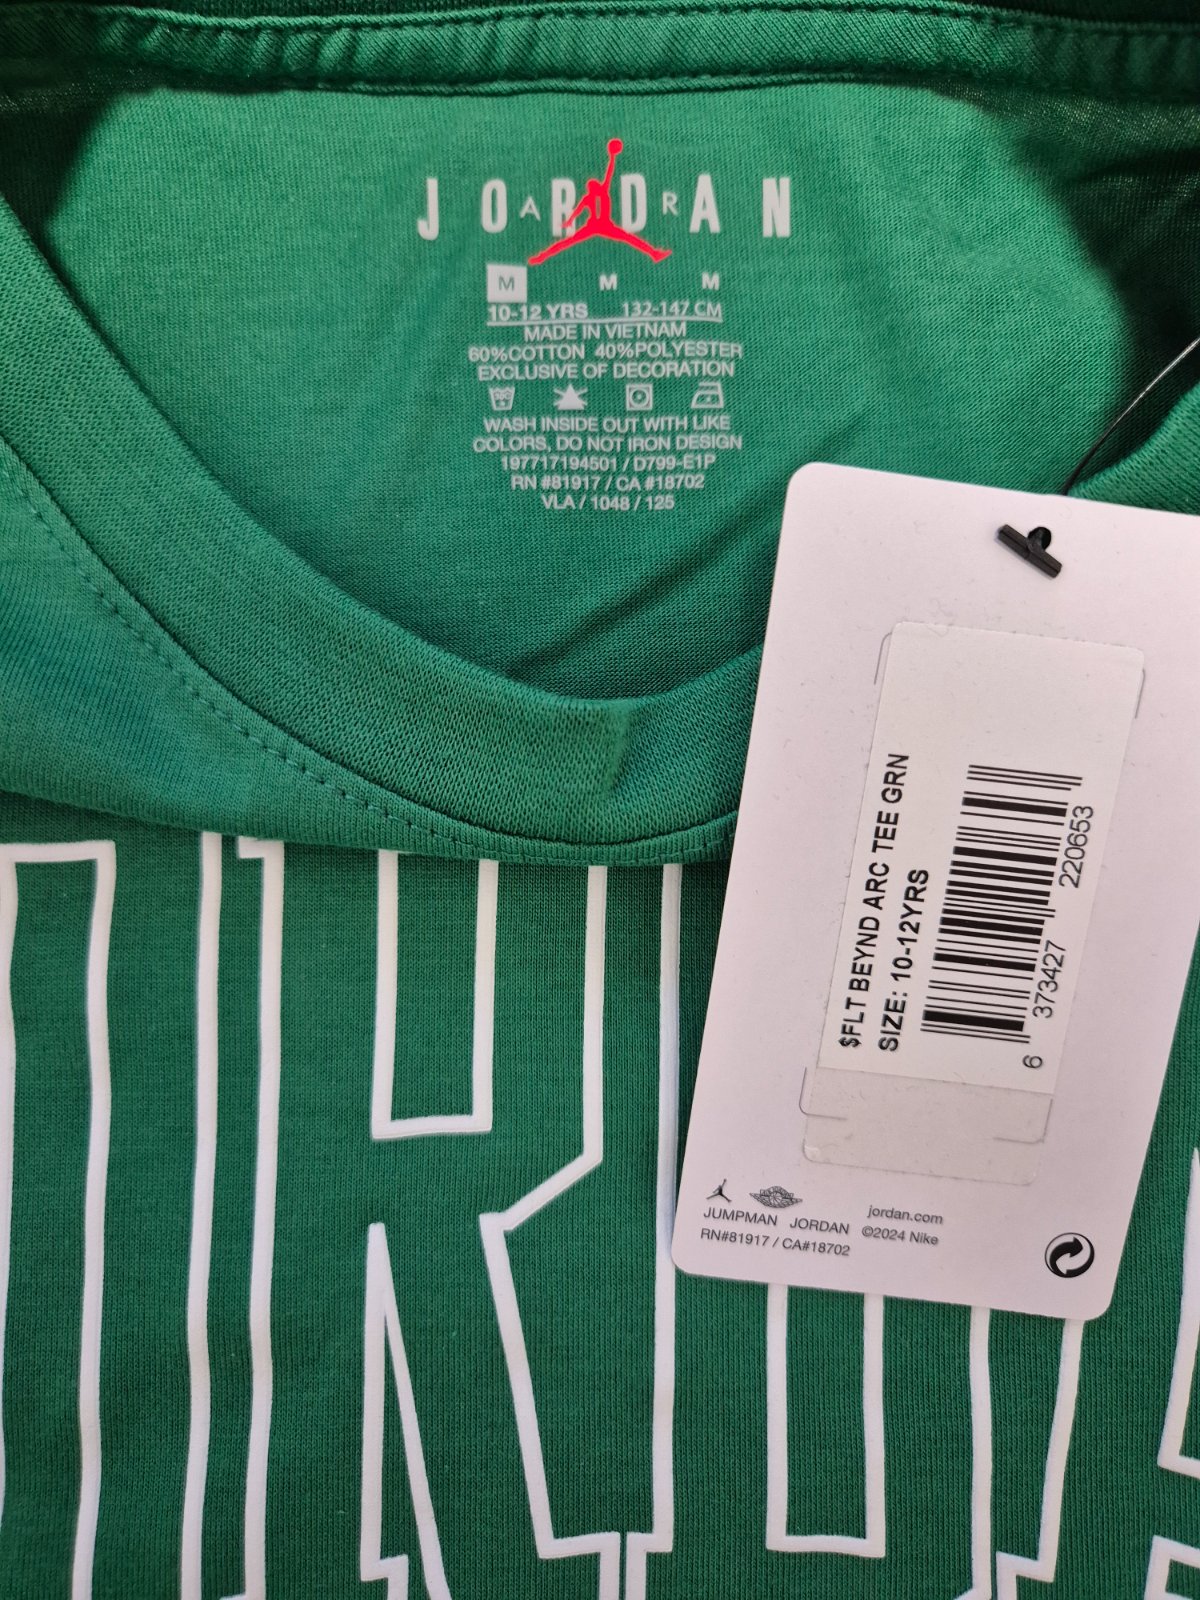 JORDAN
AIR
M M M
10-12 YRS 132-147 CM
MADE IN VIETNAM
60%COTTON 40%POLYESTER
EXCLUSIVE OF DECORATION
WASH INSIDE OUT WITH LIKE
COLORS, DO NOT IRON DESIGN
197717194501 / D799-E1P
RN #81917 / CA #18702
VLA / 1048 / 125
$FLT BEYND ARC TEE GRN
SIZE: 10-12YRS
6 373427 220653
JUMPMAN JORDAN
RN#81917 / CA#18702
jordan.com
©2024 Nike